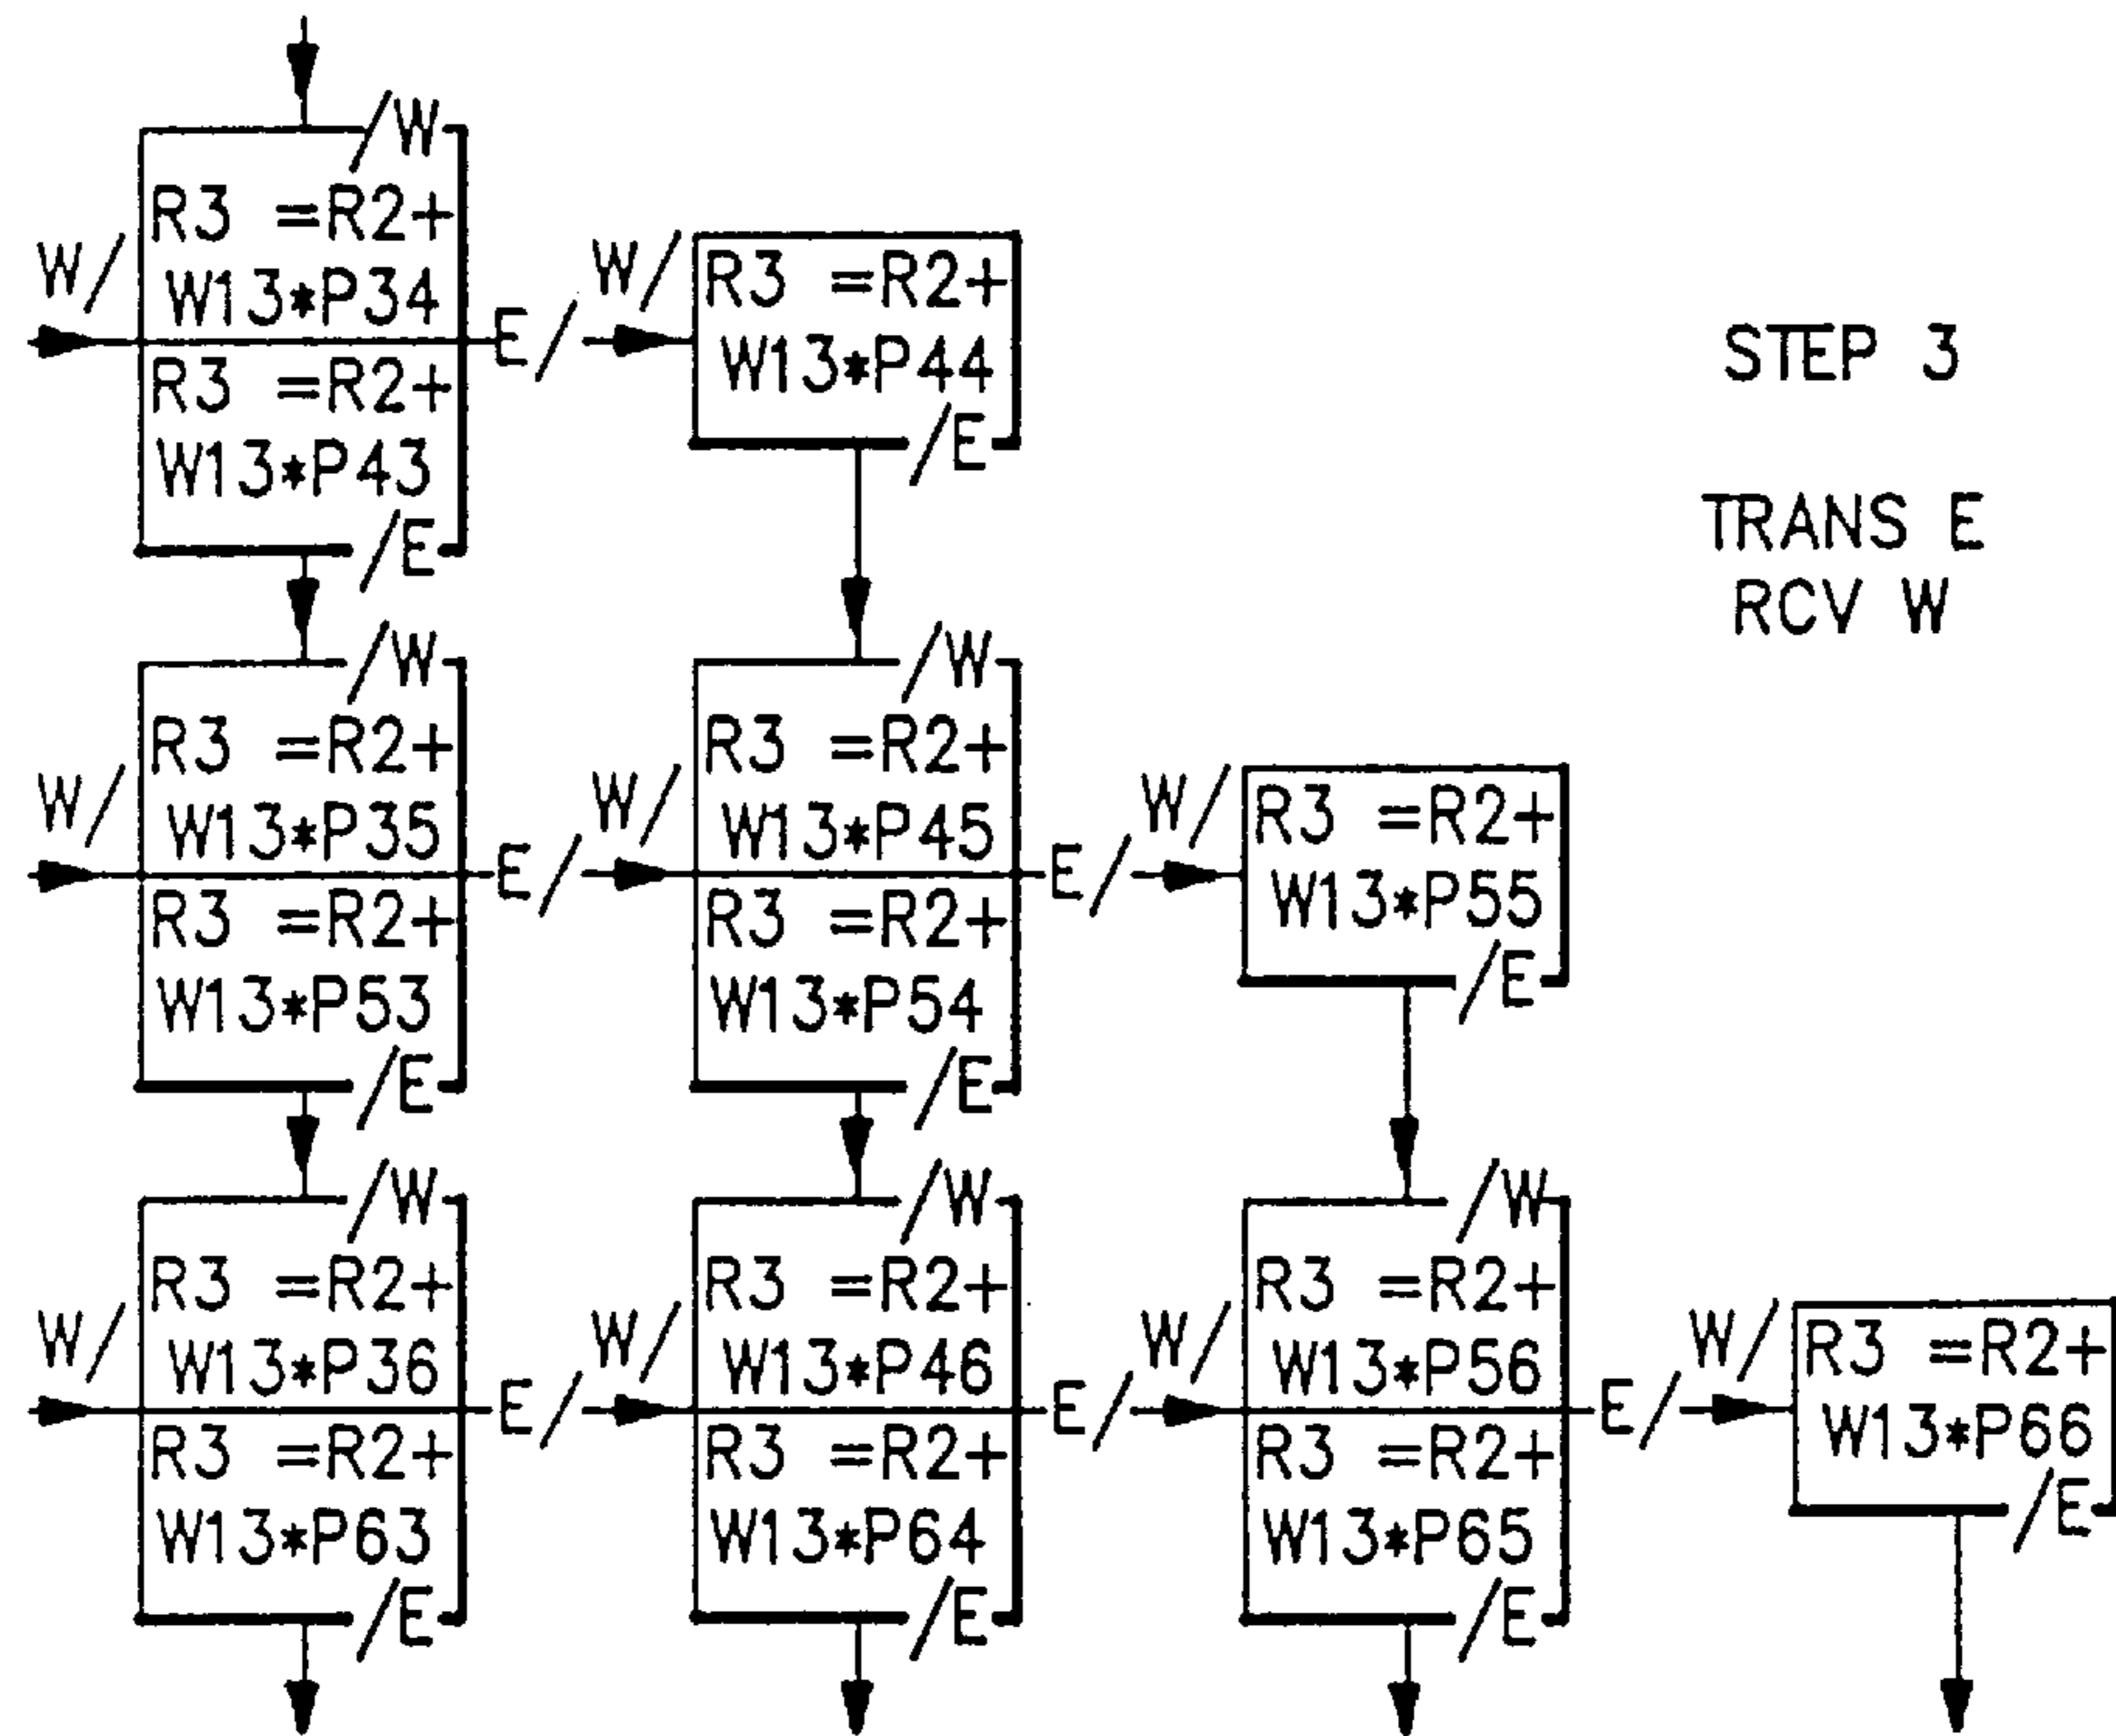 /W
R3 =R2+
W/
W13*P34
E/
R3 =R2+
W13*P43
/E
W/
R3 =R2+
W13*P44
/E
STEP 3
TRANS E
RCV W
/W
R3 =R2+
W/
W13*P35
E/
R3 =R2+
W13*P53
/E
/W
R3 =R2+
W/
W13*P45
E/
R3 =R2+
W13*P54
/E
W/
R3 =R2+
W13*P55
/E
/W
R3 =R2+
W/
W13*P36
E/
R3 =R2+
W13*P63
/E
/W
R3 =R2+
W/
W13*P46
E/
R3 =R2+
W13*P64
/E
/W
R3 =R2+
W/
W13*P56
E/
R3 =R2+
W13*P65
/E
W/
R3 =R2+
W13*P66
/E